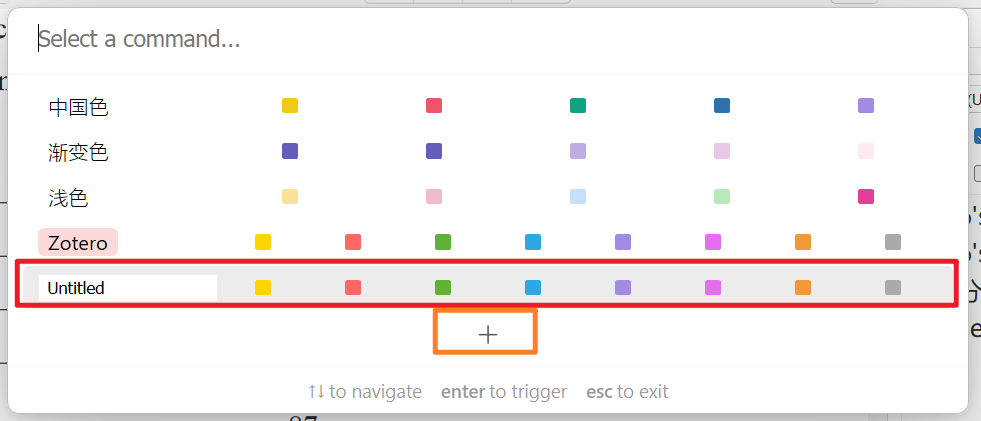 Select a command...
中国色
渐变色
浅色
Zotero
Untitled
↑↓ to navigate enter to trigger esc to exit